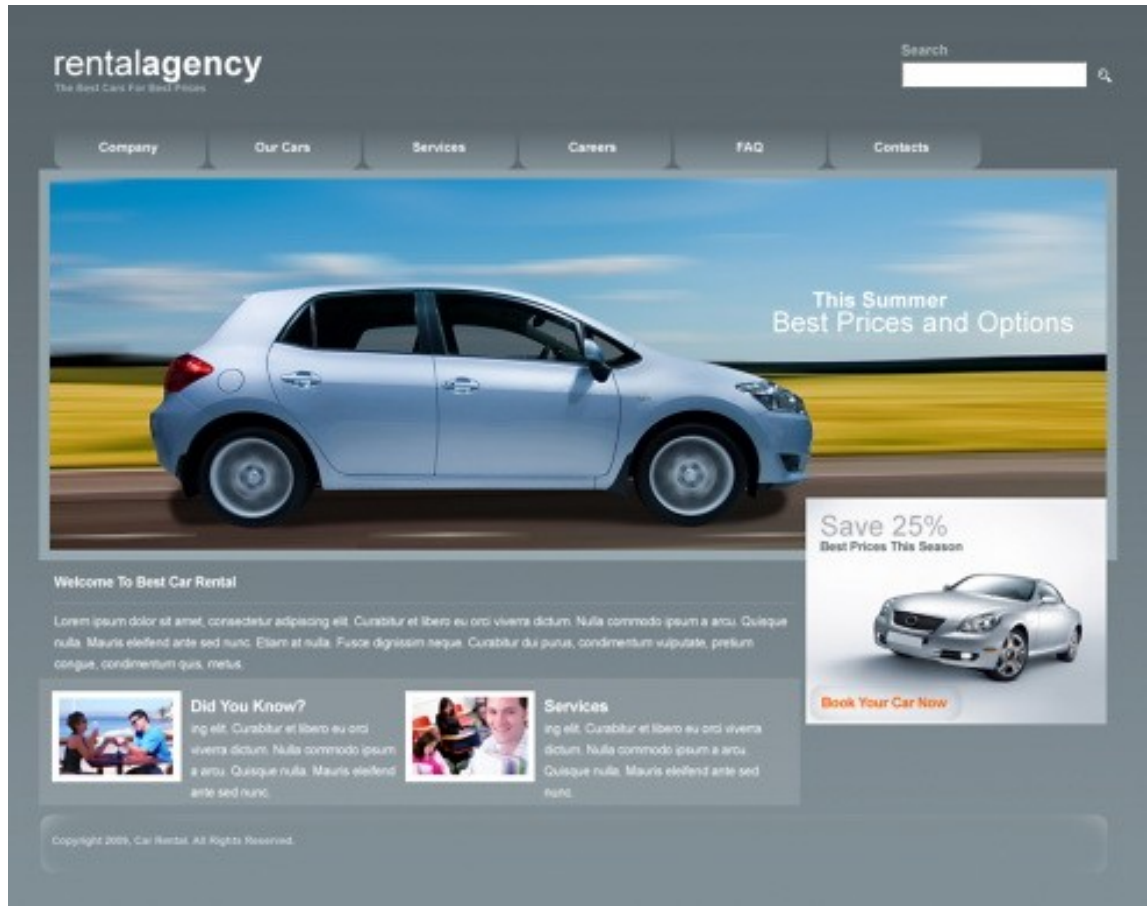 rentalagency
The Best Cars For Best Prices
Search
Company Our Cars Services Careers FAQ Contacts
This Summer
Best Prices and Options
Save 25%
Best Prices This Season
Book Your Car Now
Welcome To Best Car Rental
Lorem ipsum dolor sit amet, consectetur adipiscing elit. Curabitur et libero eu orci viverra dictum. Nulla commodo ipsum a arcu. Quisque
nulla. Mauris eleifend ante sed nunc. Etiam at nulla. Fusce dignissim neque. Curabitur dui purus, condimentum vulputate, pretium
congue, condimentum quis, metus.
Did You Know?
ing elit. Curabitur et libero eu orci
viverra dictum. Nulla commodo ipsum
a arcu. Quisque nulla. Mauris eleifend
ante sed nunc.
Services
ing elit. Curabitur et libero eu orci viverra
dictum. Nulla commodo ipsum a arcu.
Quisque nulla. Mauris eleifend ante sed
nunc.
Copyright 2009, Car Rental. All Rights Reserved.